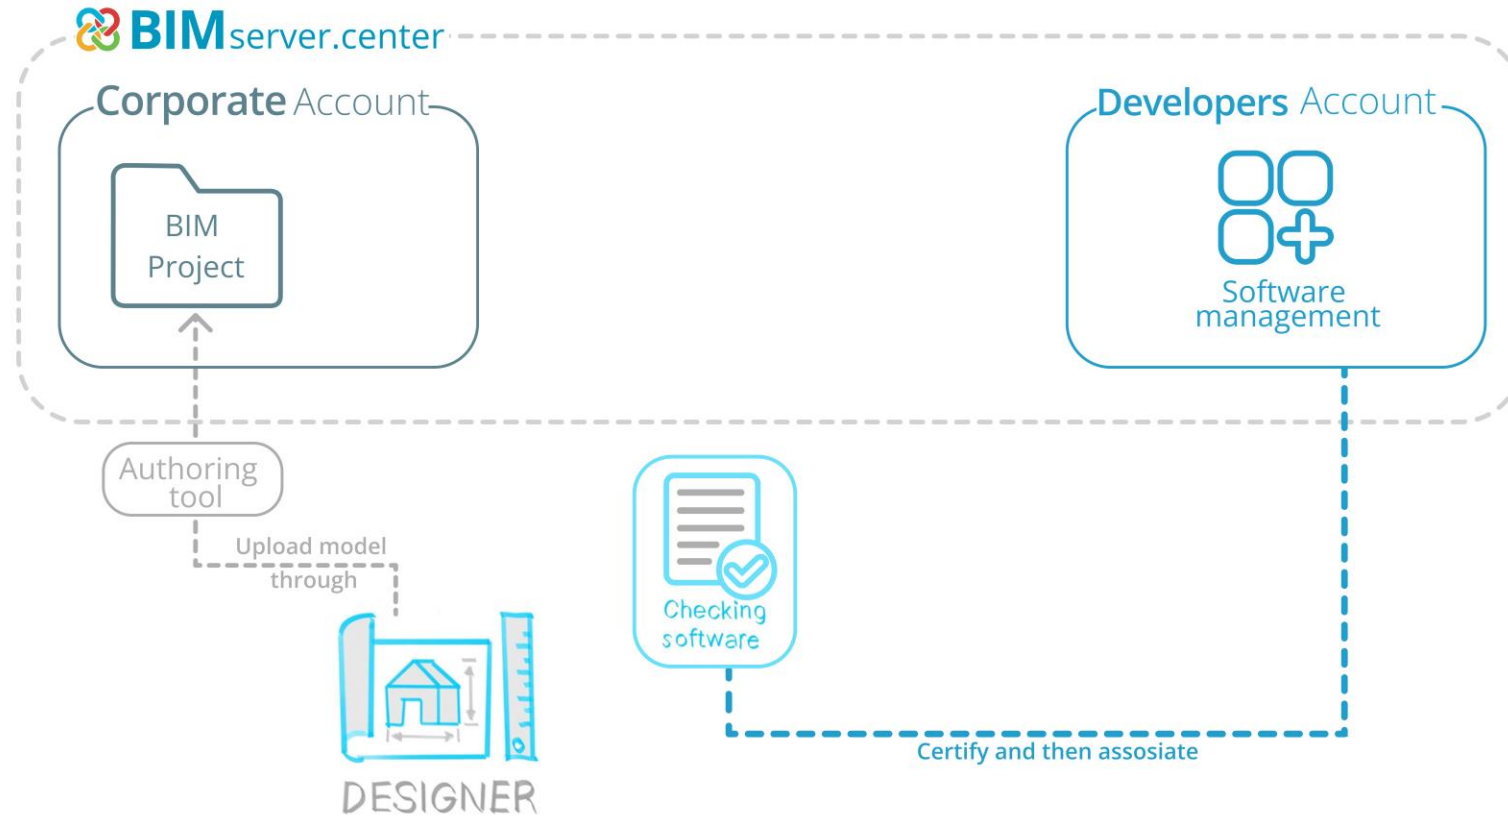 BIMserver.center
Corporate Account
Developers Account
BIM
Project
Software
management
Authoring
tool
Upload model
through
Checking
software
Certify and then assosiate
DESIGNER